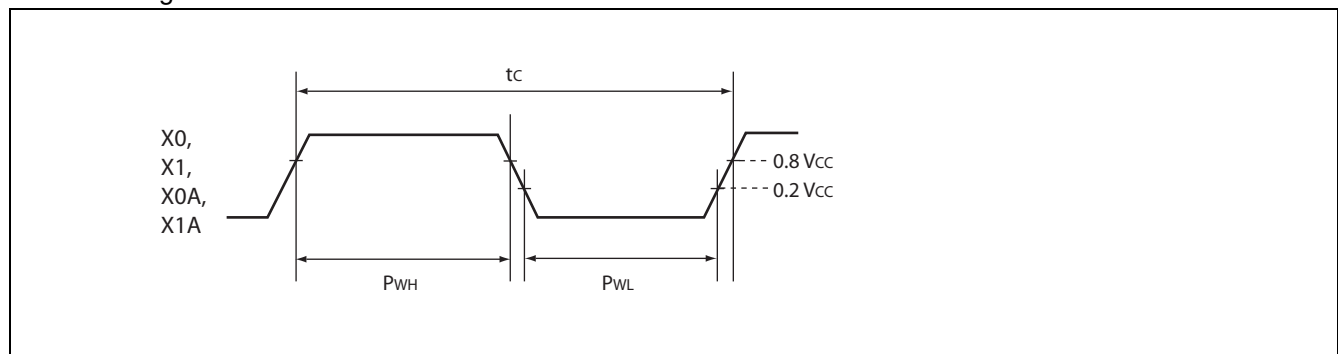 tC
X0,
X1,
X0A,
X1A
0.8 VCC
0.2 VCC
PWH
PWL